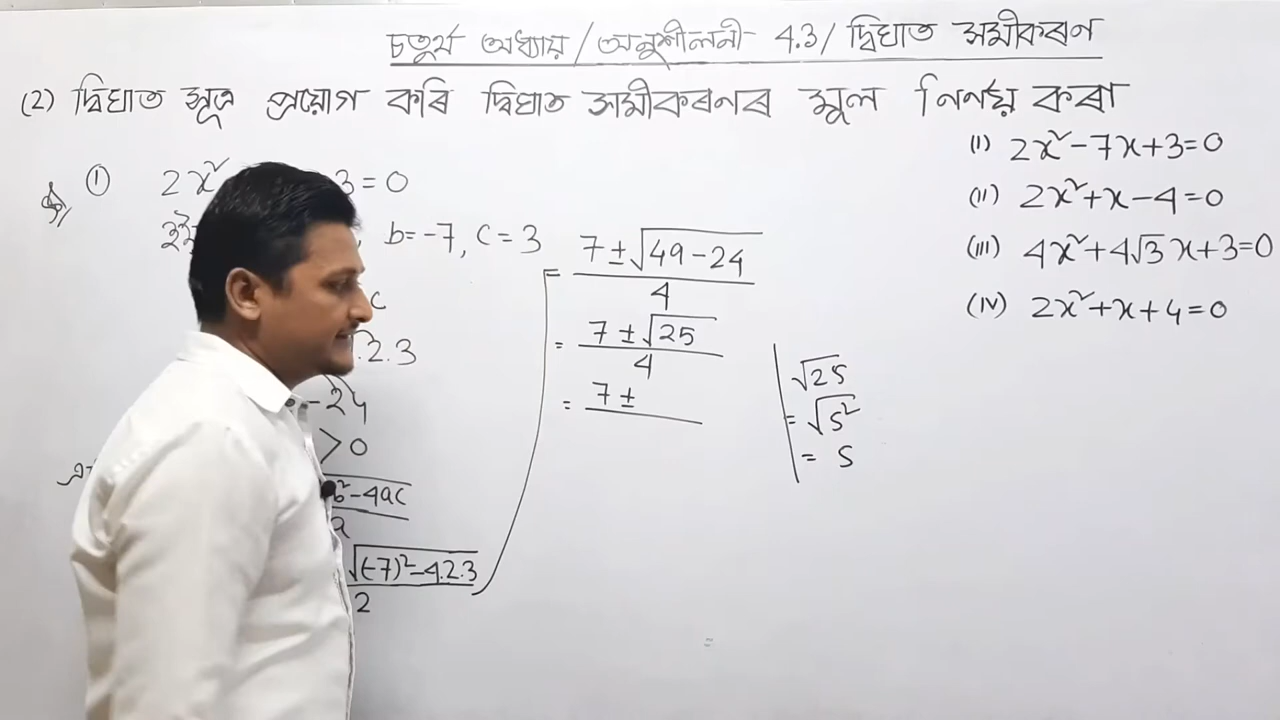 চতুৰ্থ অধ্যায় / অনুশীলনী 4.3 / দ্বিঘাত সমীকৰণ
(2) দ্বিঘাত সূত্ৰ প্ৰয়োগ কৰি দ্বিঘাত সমীকৰণৰ মূল নিৰ্ণয় কৰা
(i) 2x² - 7x + 3 = 0
(ii) 2x² + x - 4 = 0
(iii) 4x² + 4√3 x + 3 = 0
(iv) 2x² + x + 4 = 0
① 2x² 3 = 0
, b = -7, c = 3
c
.2.3
- 24
> 0
b² - 4ac
a
√(-7)² - 4.2.3
2
= 7 ± √49 - 24
4
= 7 ± √25
4
= 7 ±
√25
= √5²
= 5